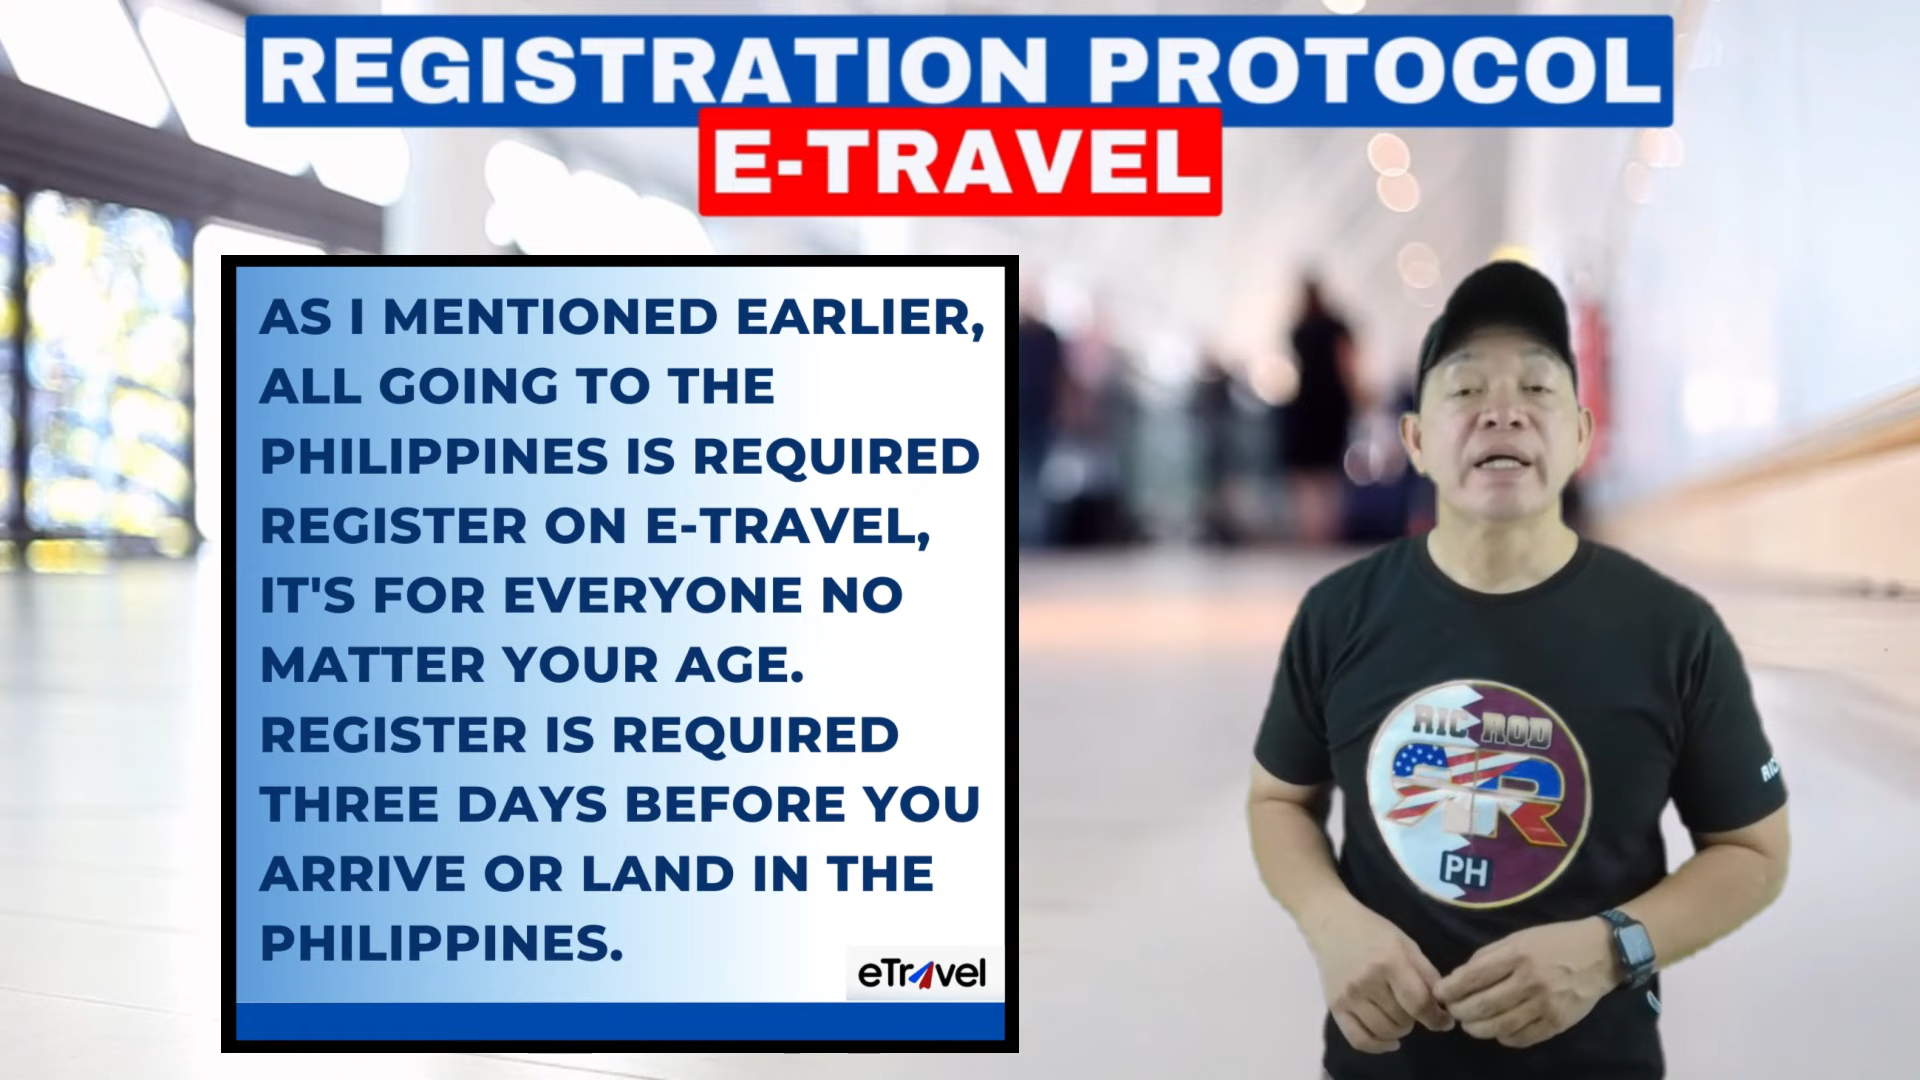 REGISTRATION PROTOCOL
E-TRAVEL
AS I MENTIONED EARLIER,
ALL GOING TO THE
PHILIPPINES IS REQUIRED
REGISTER ON E-TRAVEL,
IT'S FOR EVERYONE NO
MATTER YOUR AGE.
REGISTER IS REQUIRED
THREE DAYS BEFORE YOU
ARRIVE OR LAND IN THE
PHILIPPINES.
eTravel
RIC ROD
RR
PH